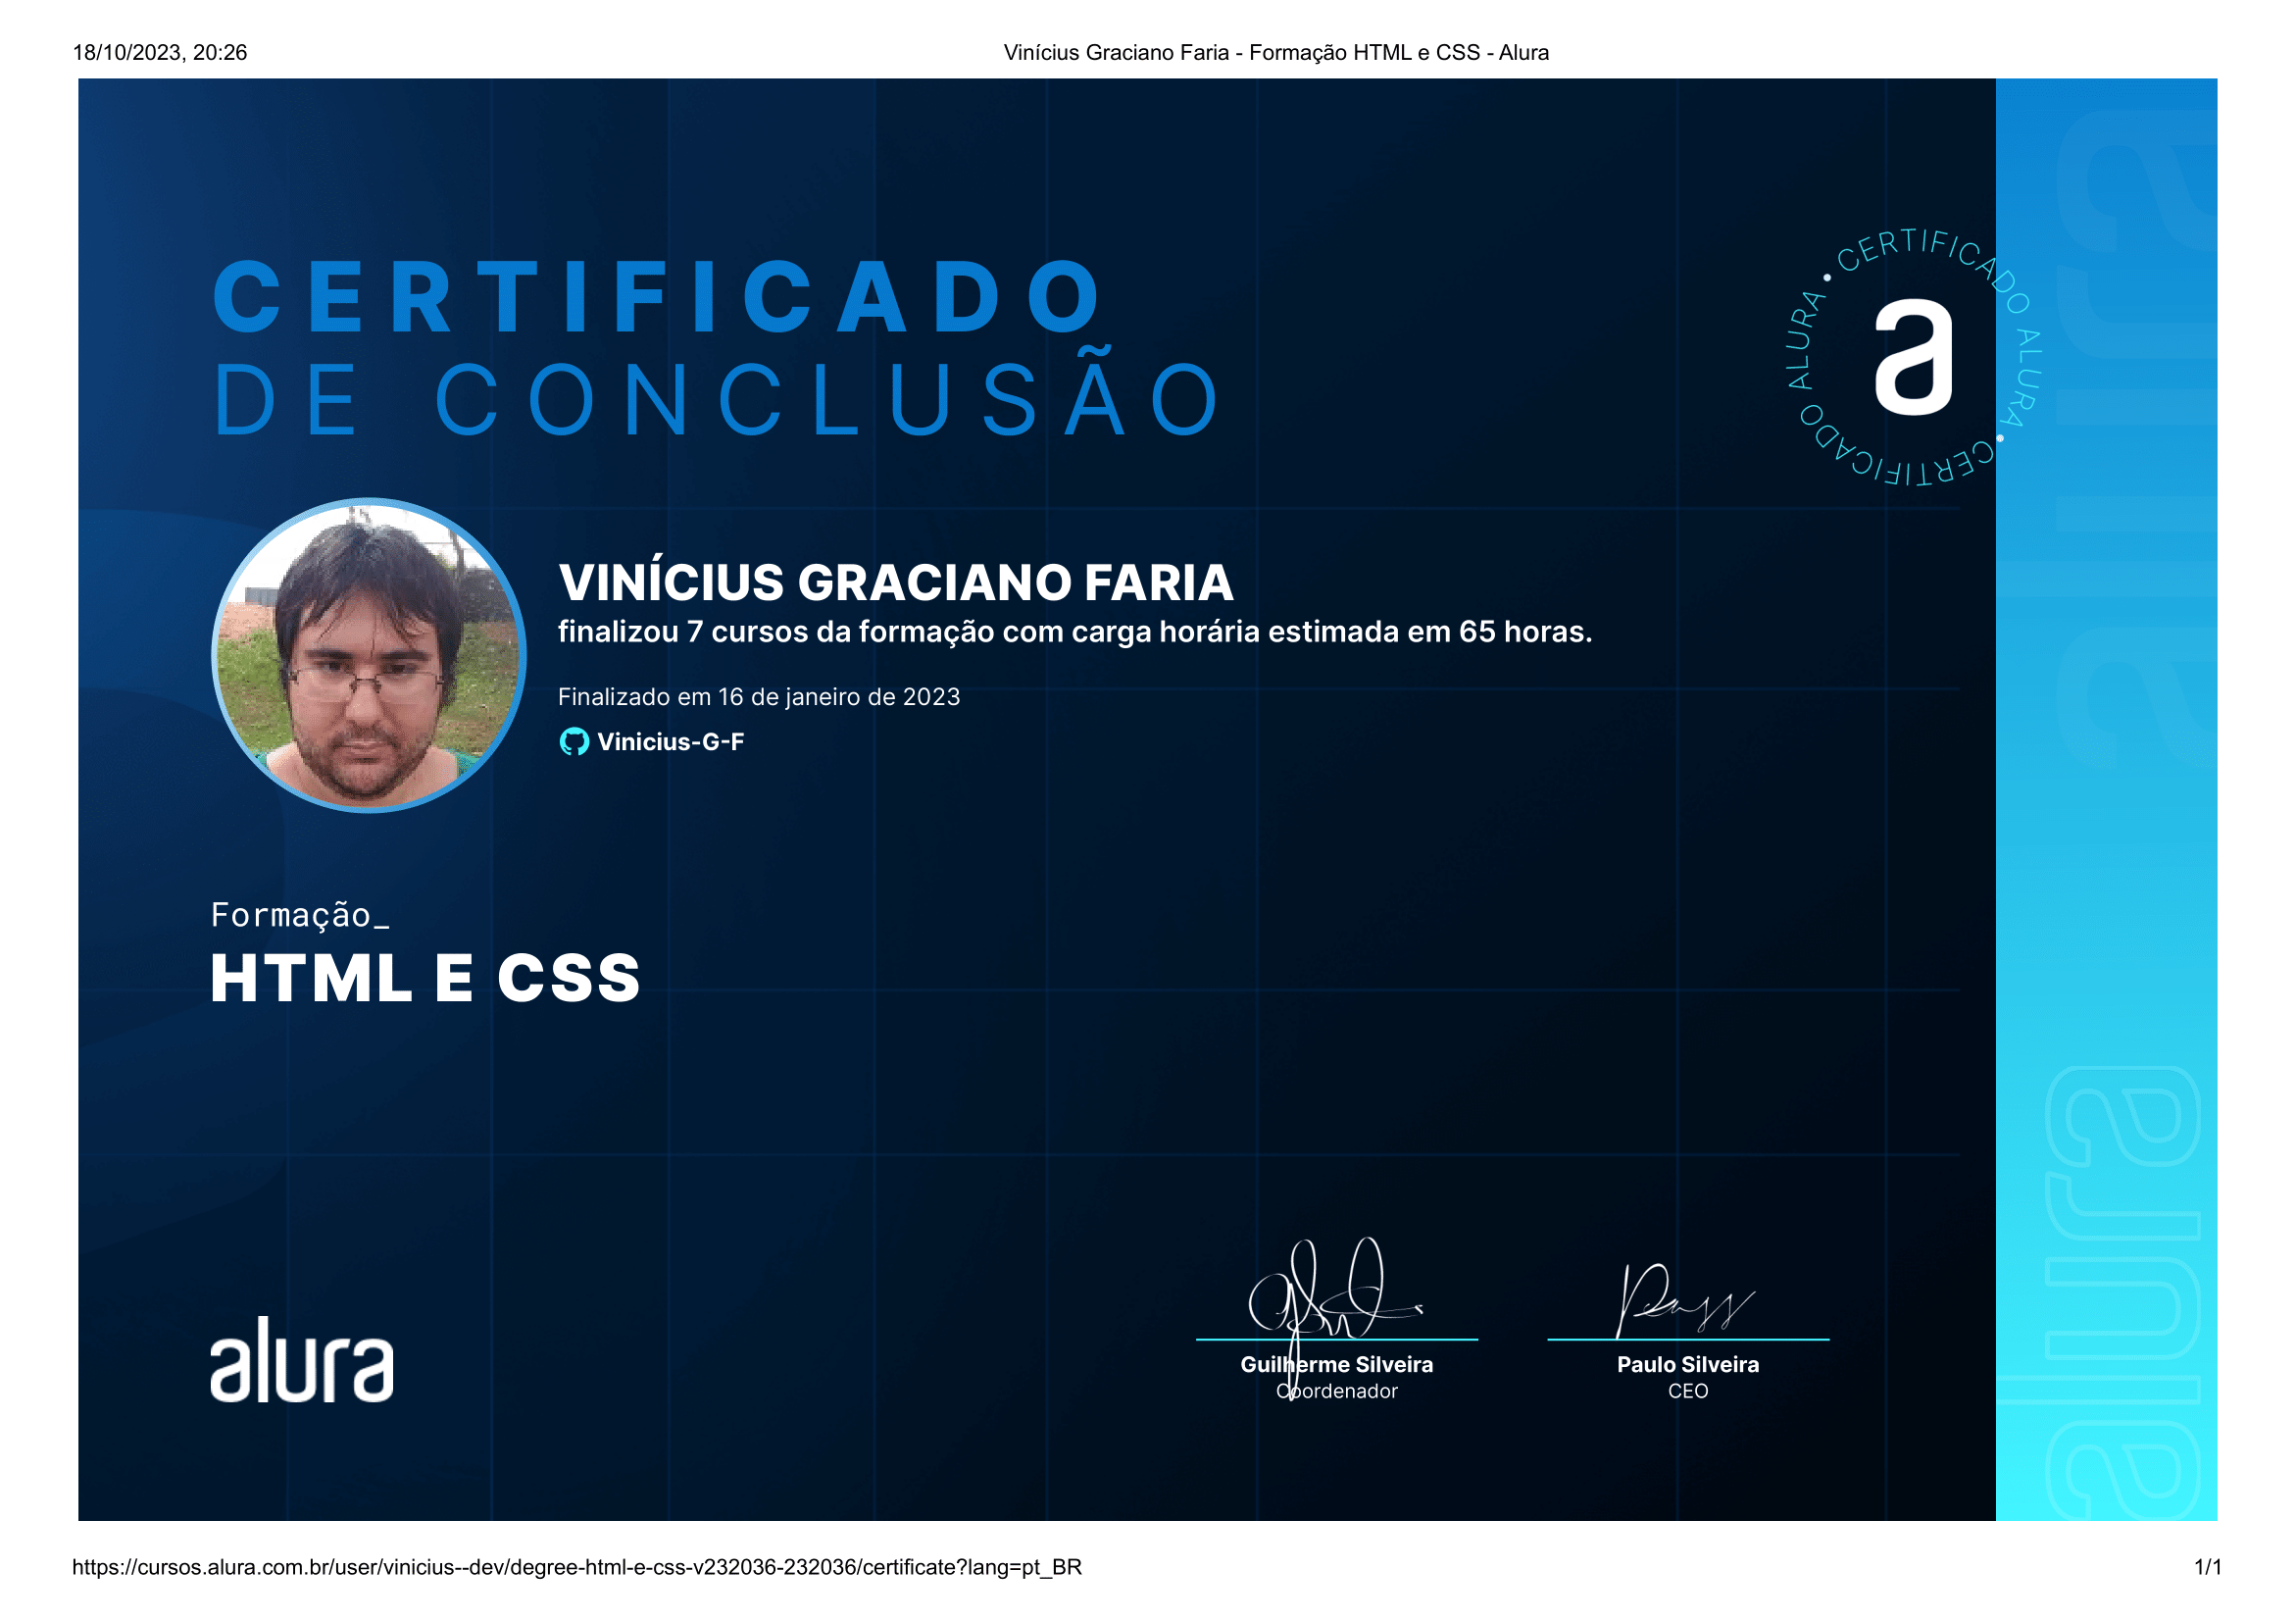 18/10/2023, 20:26
Vinícius Graciano Faria - Formação HTML e CSS - Alura
CERTIFICADO
DE CONCLUSÃO
• CERTIFICADO ALURA • CERTIFICADO ALURA
a
VINÍCIUS GRACIANO FARIA
finalizou 7 cursos da formação com carga horária estimada em 65 horas.
Finalizado em 16 de janeiro de 2023
Vinicius-G-F
Formação_
HTML E CSS
alura
Guilherme Silveira
Coordenador
Paulo Silveira
CEO
alura
alura
https://cursos.alura.com.br/user/vinicius--dev/degree-html-e-css-v232036-232036/certificate?lang=pt_BR
1/1